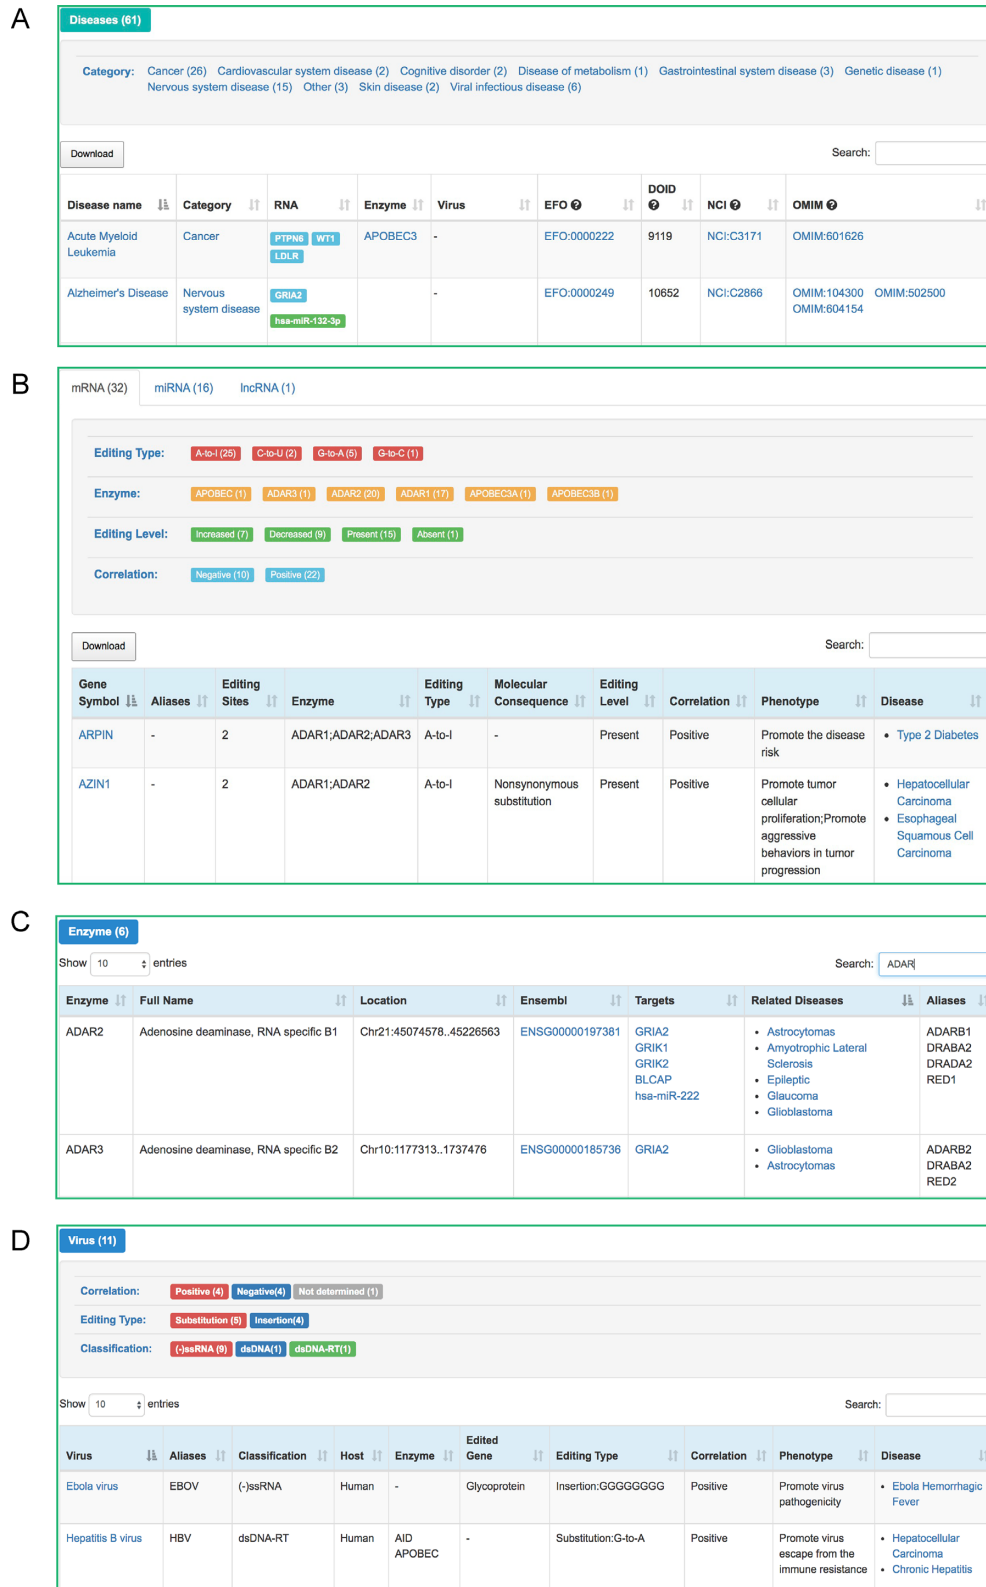 A
Diseases (61)
Category: Cancer (26) Cardiovascular system disease (2) Cognitive disorder (2) Disease of metabolism (1) Gastrointestinal system disease (3) Genetic disease (1)
Nervous system disease (15) Other (3) Skin disease (2) Viral infectious disease (6)
Download Search:
Disease name Category RNA Enzyme Virus EFO DOID NCI OMIM
Acute Myeloid Leukemia Cancer PTPN6 WT1 LDLR APOBEC3 - EFO:0000222 9119 NCI:C3171 OMIM:601626
Alzheimer's Disease Nervous system disease GRIA2 hsa-miR-132-3p - EFO:0000249 10652 NCI:C2866 OMIM:104300 OMIM:502500 OMIM:604154
B
mRNA (32) miRNA (16) lncRNA (1)
Editing Type: A-to-I (25) C-to-U (2) G-to-A (5) G-to-C (1)
Enzyme: APOBEC (1) ADAR3 (1) ADAR2 (20) ADAR1 (17) APOBEC3A (1) APOBEC3B (1)
Editing Level: Increased (7) Decreased (9) Present (15) Absent (1)
Correlation: Negative (10) Positive (22)
Download Search:
Gene Symbol Aliases Editing Sites Enzyme Editing Type Molecular Consequence Editing Level Correlation Phenotype Disease
ARPIN - 2 ADAR1;ADAR2;ADAR3 A-to-I - Present Positive Promote the disease risk • Type 2 Diabetes
AZIN1 - 2 ADAR1;ADAR2 A-to-I Nonsynonymous substitution Present Positive Promote tumor cellular proliferation;Promote aggressive behaviors in tumor progression • Hepatocellular Carcinoma • Esophageal Squamous Cell Carcinoma
C
Enzyme (6)
Show 10 entries Search: ADAR
Enzyme Full Name Location Ensembl Targets Related Diseases Aliases
ADAR2 Adenosine deaminase, RNA specific B1 Chr21:45074578..45226563 ENSG00000197381 GRIA2 GRIK1 GRIK2 BLCAP hsa-miR-222 • Astrocytomas • Amyotrophic Lateral Sclerosis • Epileptic • Glaucoma • Glioblastoma ADARB1 DRABA2 DRADA2 RED1
ADAR3 Adenosine deaminase, RNA specific B2 Chr10:1177313..1737476 ENSG00000185736 GRIA2 • Glioblastoma • Astrocytomas ADARB2 DRABA2 RED2
D
Virus (11)
Correlation: Positive (4) Negative(4) Not determined (1)
Editing Type: Substitution (5) Insertion(4)
Classification: (-)ssRNA (9) dsDNA(1) dsDNA-RT(1)
Show 10 entries Search:
Virus Aliases Classification Host Enzyme Edited Gene Editing Type Correlation Phenotype Disease
Ebola virus EBOV (-)ssRNA Human - Glycoprotein Insertion:GGGGGGGG Positive Promote virus pathogenicity • Ebola Hemorrhagic Fever
Hepatitis B virus HBV dsDNA-RT Human AID APOBEC - Substitution:G-to-A Positive Promote virus escape from the immune resistance • Hepatocellular Carcinoma • Chronic Hepatitis